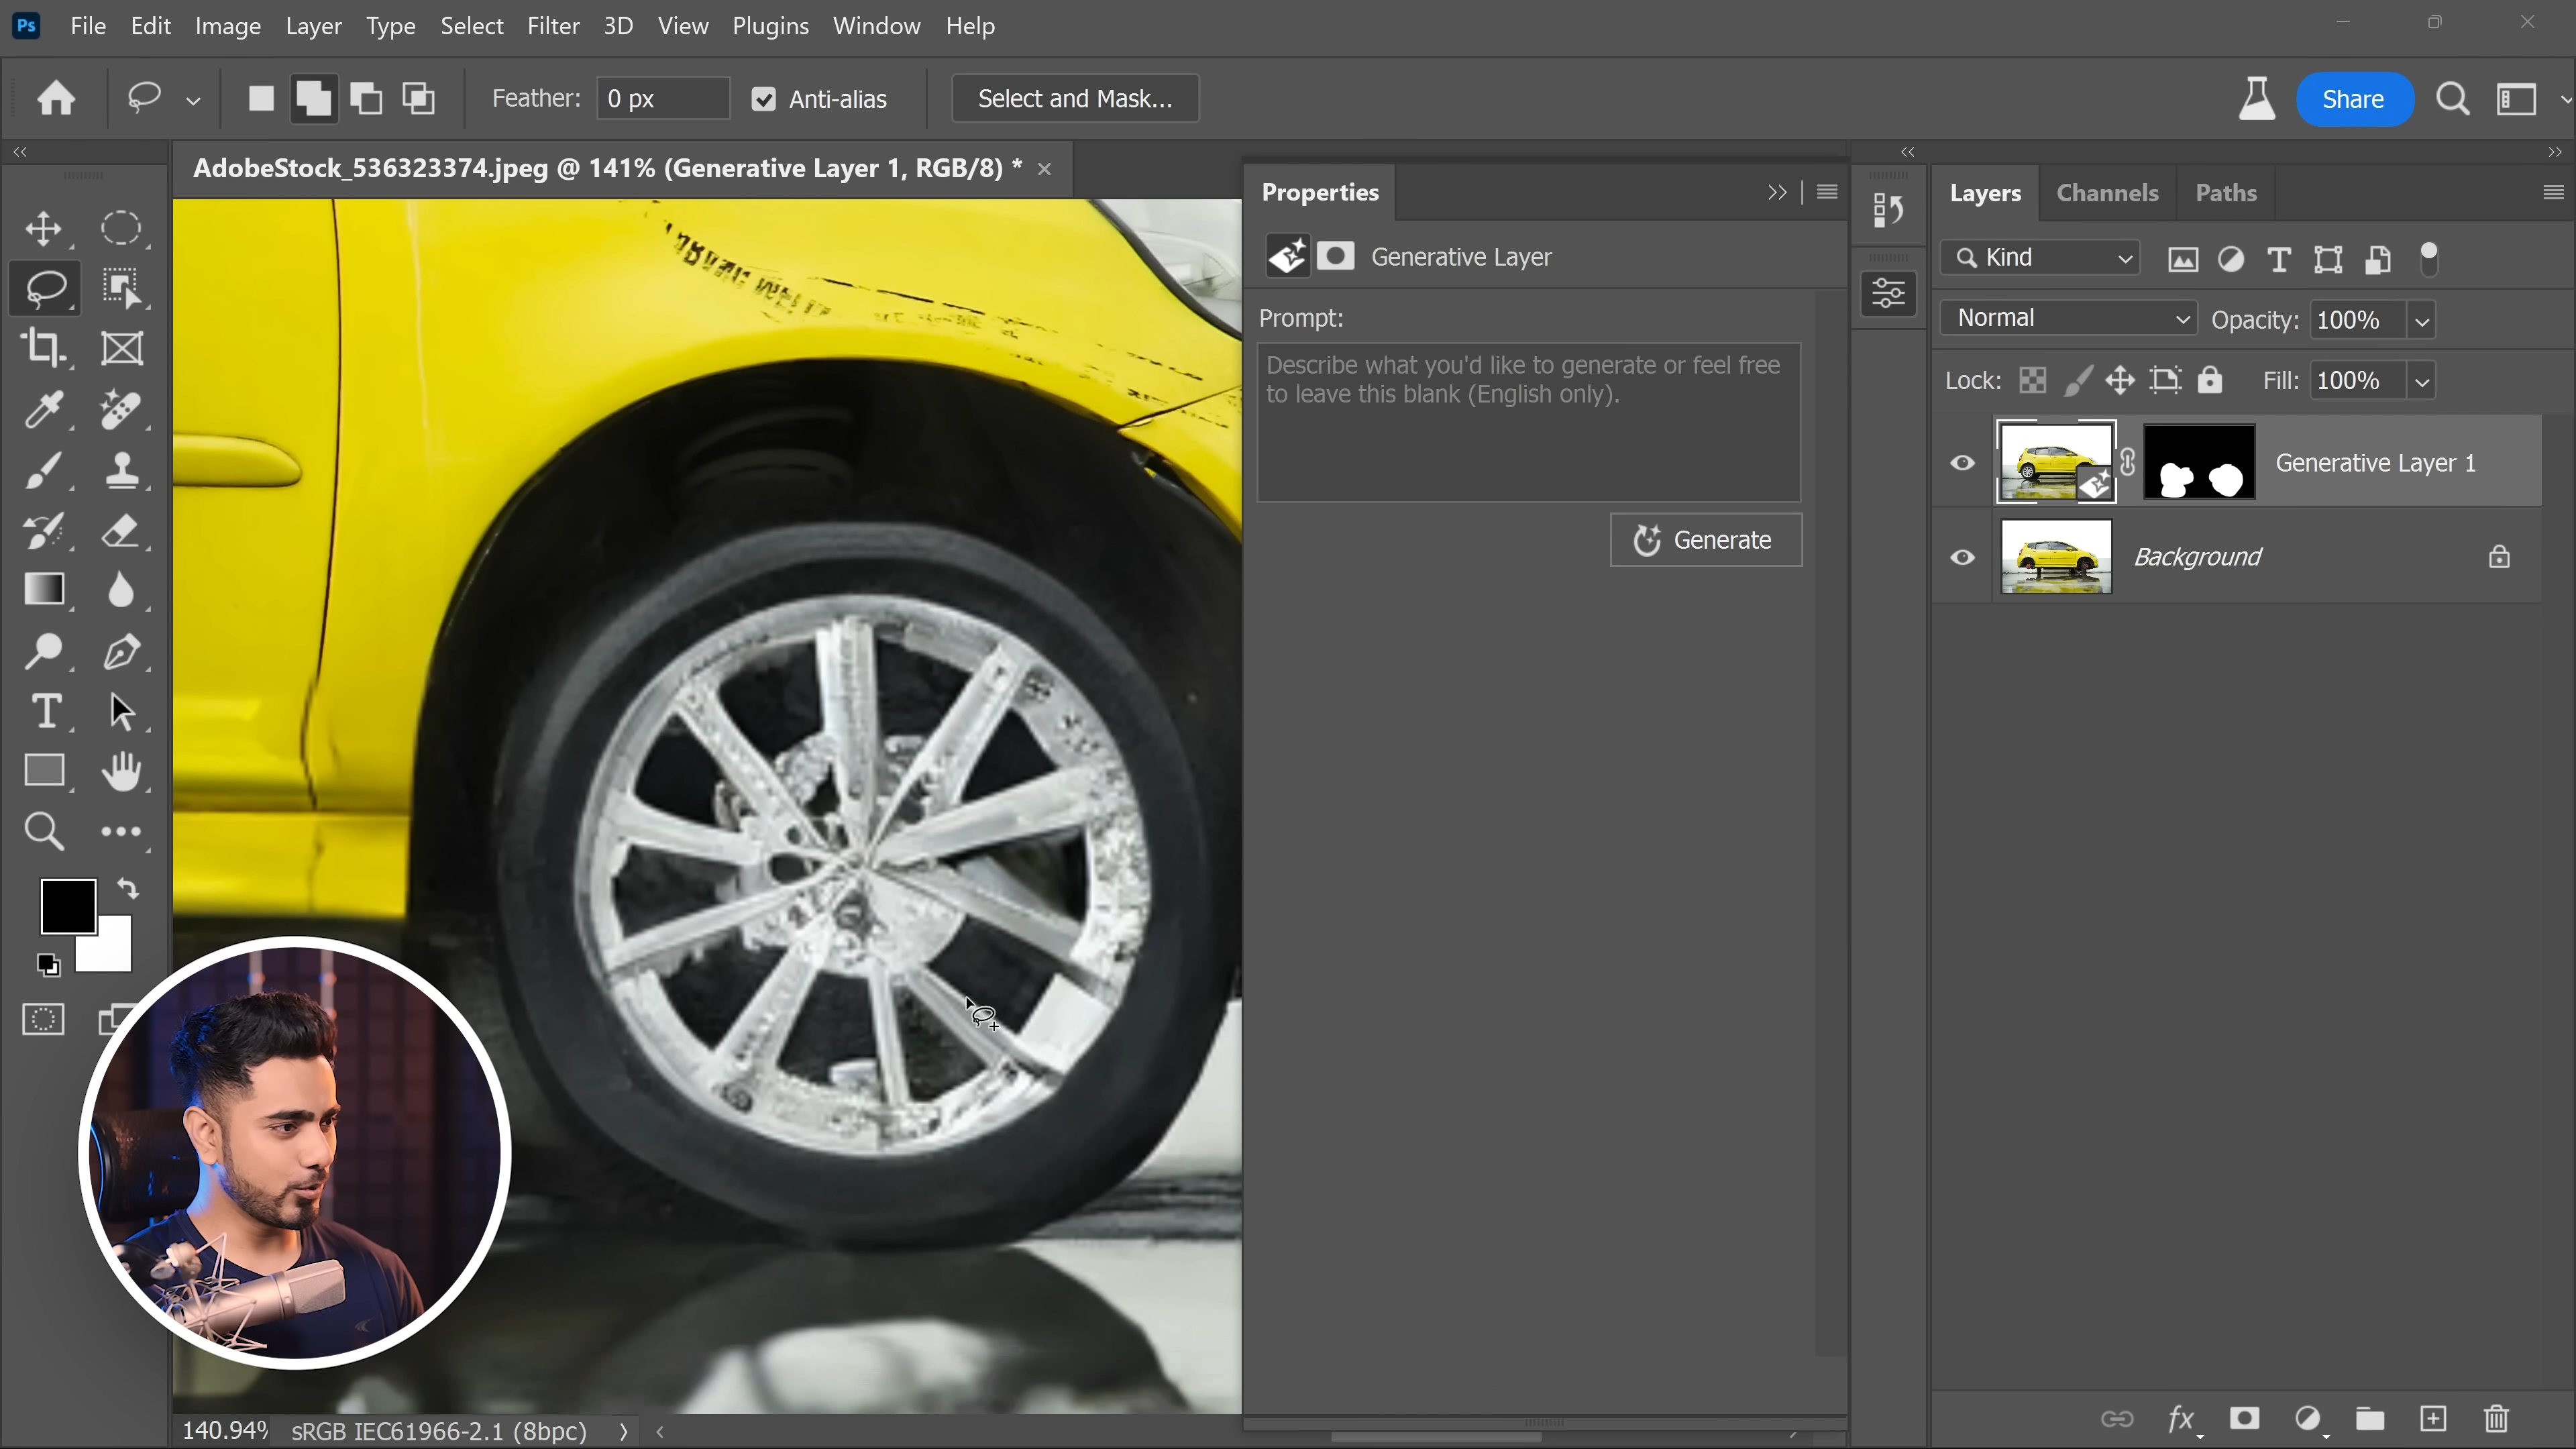 Ps File Edit Image Layer Type Select Filter 3D View Plugins Window Help
Feather: 0 px Anti-alias Select and Mask... Share
AdobeStock_536323374.jpeg @ 141% (Generative Layer 1, RGB/8) *
Properties
Generative Layer
Prompt:
Describe what you'd like to generate or feel free
to leave this blank (English only).
Generate
Layers Channels Paths
Kind
Normal Opacity: 100%
Lock: Fill: 100%
Generative Layer 1
Background
fx
140.94% sRGB IEC61966-2.1 (8bpc)